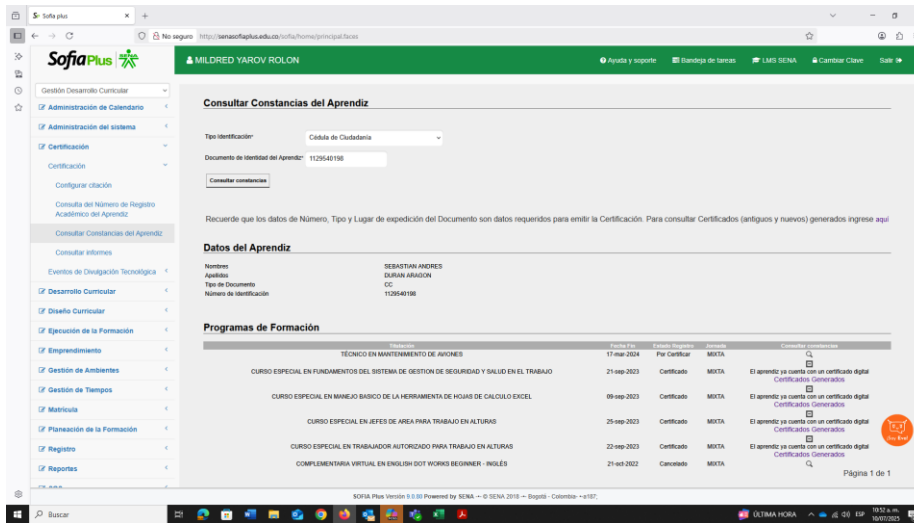 Sofia plus
No seguro http://senasofiaplus.edu.co/sofia/home/principal.faces
SofiaPlus SENA
MILDRED YAROV ROLON
Ayuda y soporte Bandeja de tareas LMS SENA Cambiar Clave Salir
Gestión Desarrollo Curricular
Administración de Calendario
Administración del sistema
Certificación
Certificación
Configurar citación
Consulta del Número de Registro
Académico del Aprendiz
Consultar Constancias del Aprendiz
Consultar informes
Eventos de Divulgación Tecnológica
Desarrollo Curricular
Diseño Curricular
Ejecución de la Formación
Emprendimiento
Gestión de Ambientes
Gestión de Tiempos
Matrícula
Planeación de la Formación
Registro
Reportes
Consultar Constancias del Aprendiz
Tipo Identificación* Cédula de Ciudadanía
Documento de Identidad del Aprendiz* 1129540198
Consultar constancias
Recuerde que los datos de Número, Tipo y Lugar de expedición del Documento son datos requeridos para emitir la Certificación. Para consultar Certificados (antiguos y nuevos) generados ingrese aquí
Datos del Aprendiz
Nombres SEBASTIAN ANDRES
Apellidos DURAN ARAGON
Tipo de Documento CC
Número de Identificación 1129540198
Programas de Formación
Titulación Fecha Fin Estado Registro Jornada Consultar constancias
TÉCNICO EN MANTENIMIENTO DE AVIONES 17-mar-2024 Por Certificar MIXTA
CURSO ESPECIAL EN FUNDAMENTOS DEL SISTEMA DE GESTION DE SEGURIDAD Y SALUD EN EL TRABAJO 21-sep-2023 Certificado MIXTA El aprendiz ya cuenta con un certificado digital
Certificados Generados
CURSO ESPECIAL EN MANEJO BASICO DE LA HERRAMIENTA DE HOJAS DE CALCULO EXCEL 09-sep-2023 Certificado MIXTA El aprendiz ya cuenta con un certificado digital
Certificados Generados
CURSO ESPECIAL EN JEFES DE AREA PARA TRABAJO EN ALTURAS 25-sep-2023 Certificado MIXTA El aprendiz ya cuenta con un certificado digital
Certificados Generados
CURSO ESPECIAL EN TRABAJADOR AUTORIZADO PARA TRABAJO EN ALTURAS 22-sep-2023 Certificado MIXTA El aprendiz ya cuenta con un certificado digital
Certificados Generados
COMPLEMENTARIA VIRTUAL EN ENGLISH DOT WORKS BEGINNER - INGLÉS 21-oct-2022 Cancelado MIXTA
Página 1 de 1
SOFIA Plus Versión 9.0.93 Powered by SENA -- © SENA 2018 -- Bogotá - Colombia- +e187;
Buscar
ÚLTIMA HORA ESP 10:52 a. m.
10/07/2025